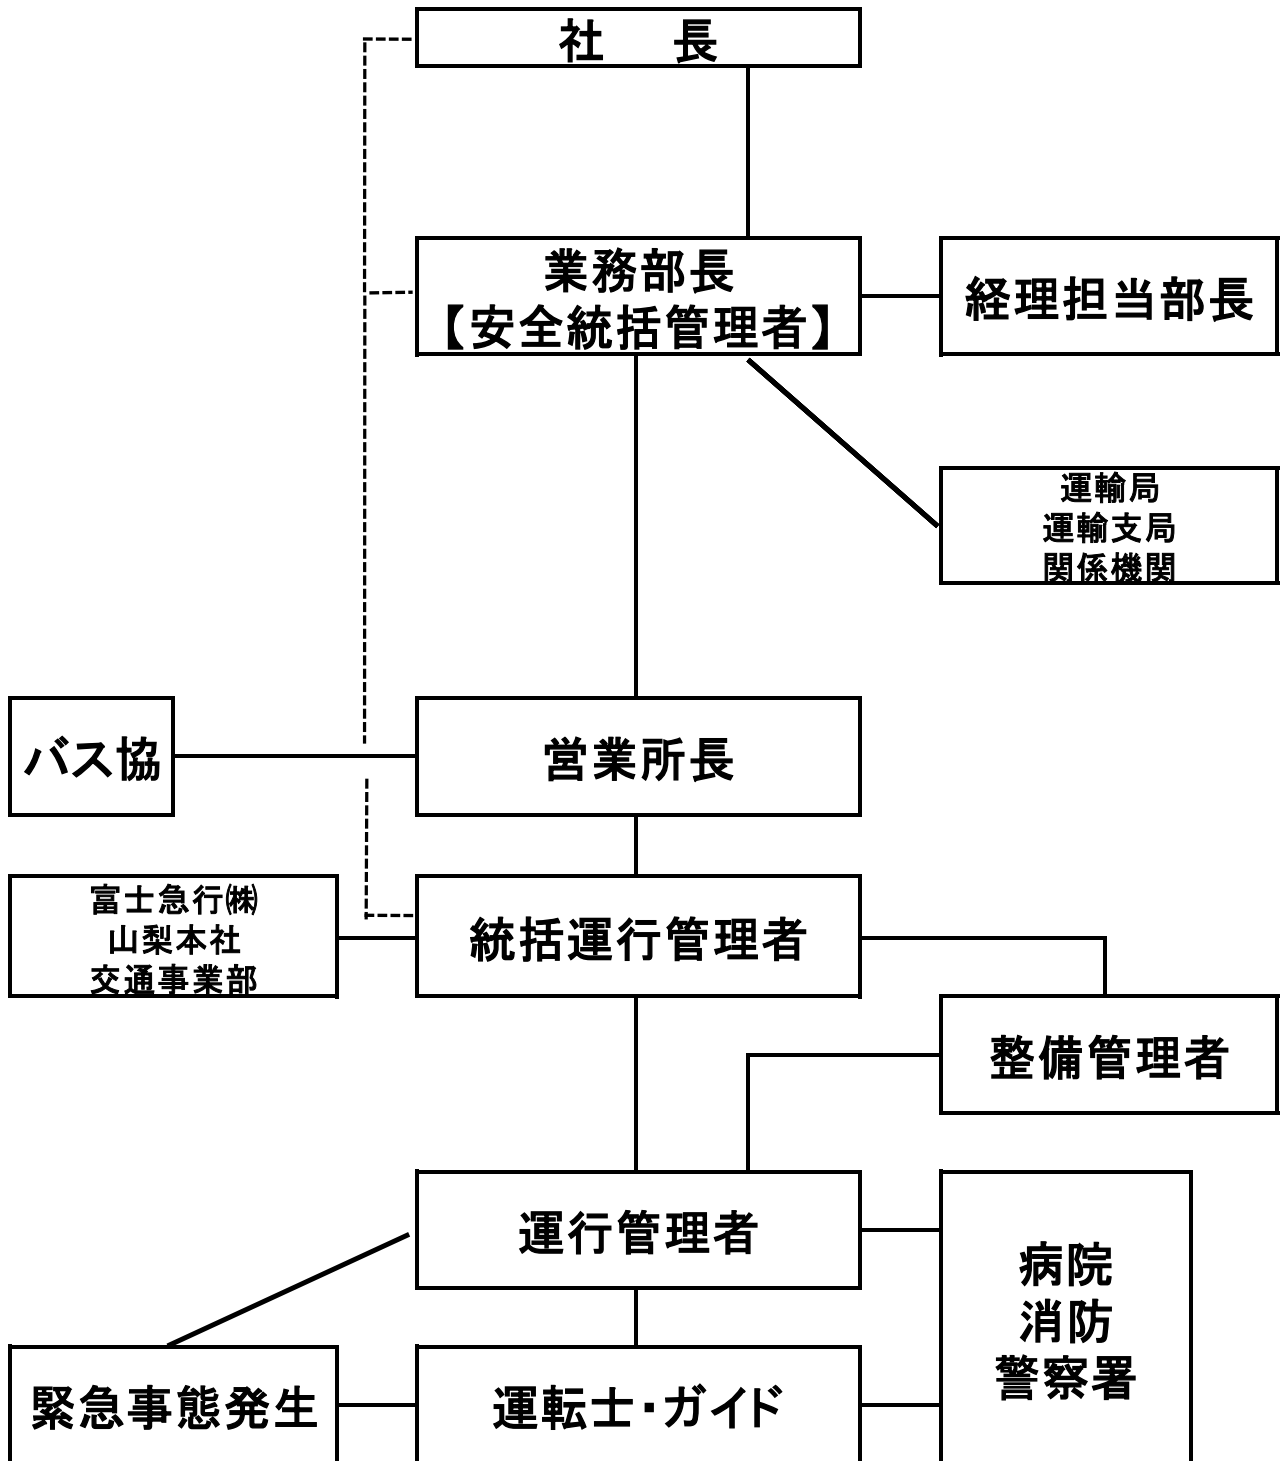 社　長
業務部長
【安全統括管理者】
経理担当部長
運輸局
運輸支局
関係機関
バス協
営業所長
富士急行㈱
山梨本社
交通事業部
統括運行管理者
整備管理者
運行管理者
病院
消防
警察署
緊急事態発生
運転士・ガイド